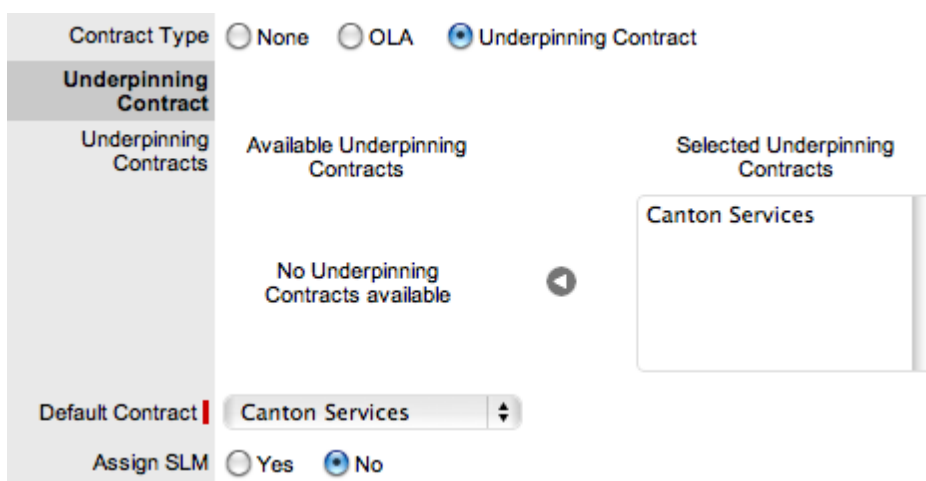 Contract Type None OLA Underpinning Contract
Underpinning
Contract
Underpinning
Contracts
Available Underpinning
Contracts
Selected Underpinning
Contracts
Canton Services
No Underpinning
Contracts available
Default Contract Canton Services
Assign SLM Yes No